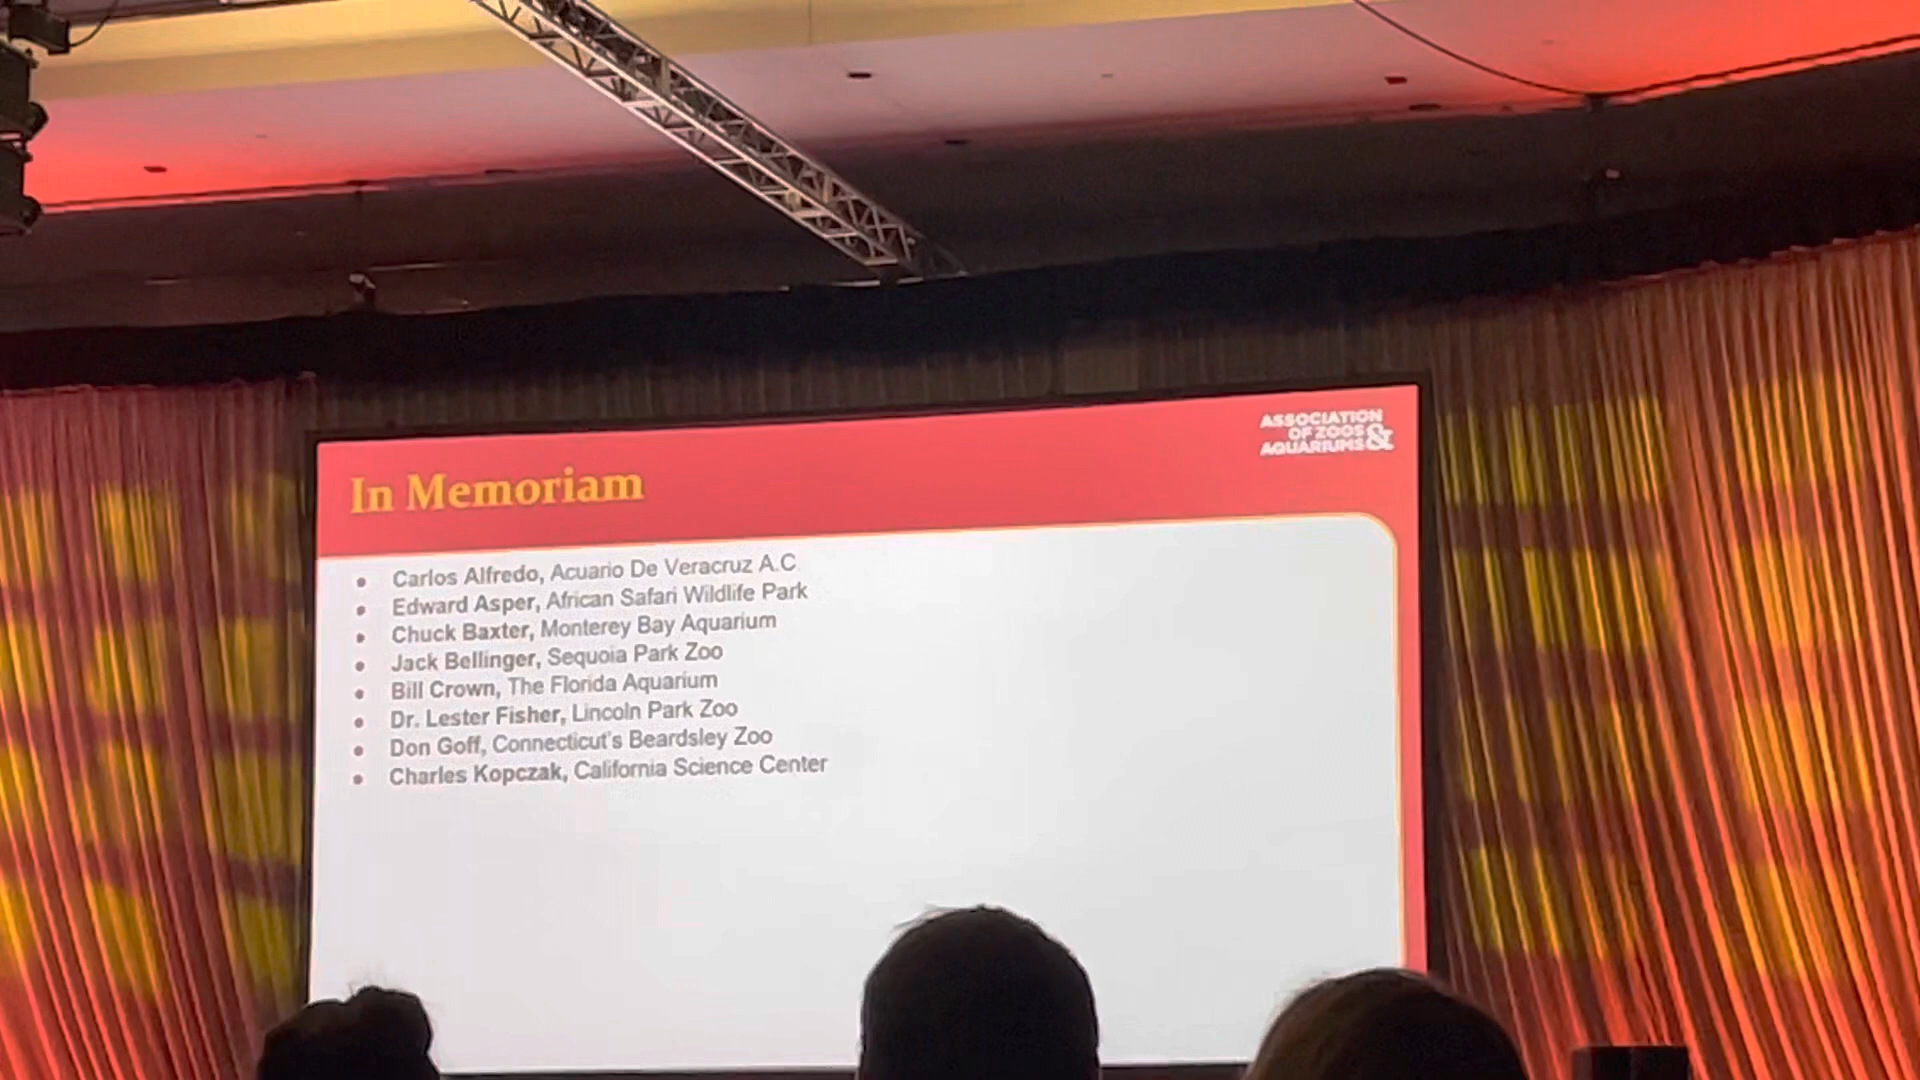 ASSOCIATION
OF ZOOS &
AQUARIUMS
In Memoriam
• Carlos Alfredo, Acuario De Veracruz A.C
• Edward Asper, African Safari Wildlife Park
• Chuck Baxter, Monterey Bay Aquarium
• Jack Bellinger, Sequoia Park Zoo
• Bill Crown, The Florida Aquarium
• Dr. Lester Fisher, Lincoln Park Zoo
• Don Goff, Connecticut's Beardsley Zoo
• Charles Kopczak, California Science Center